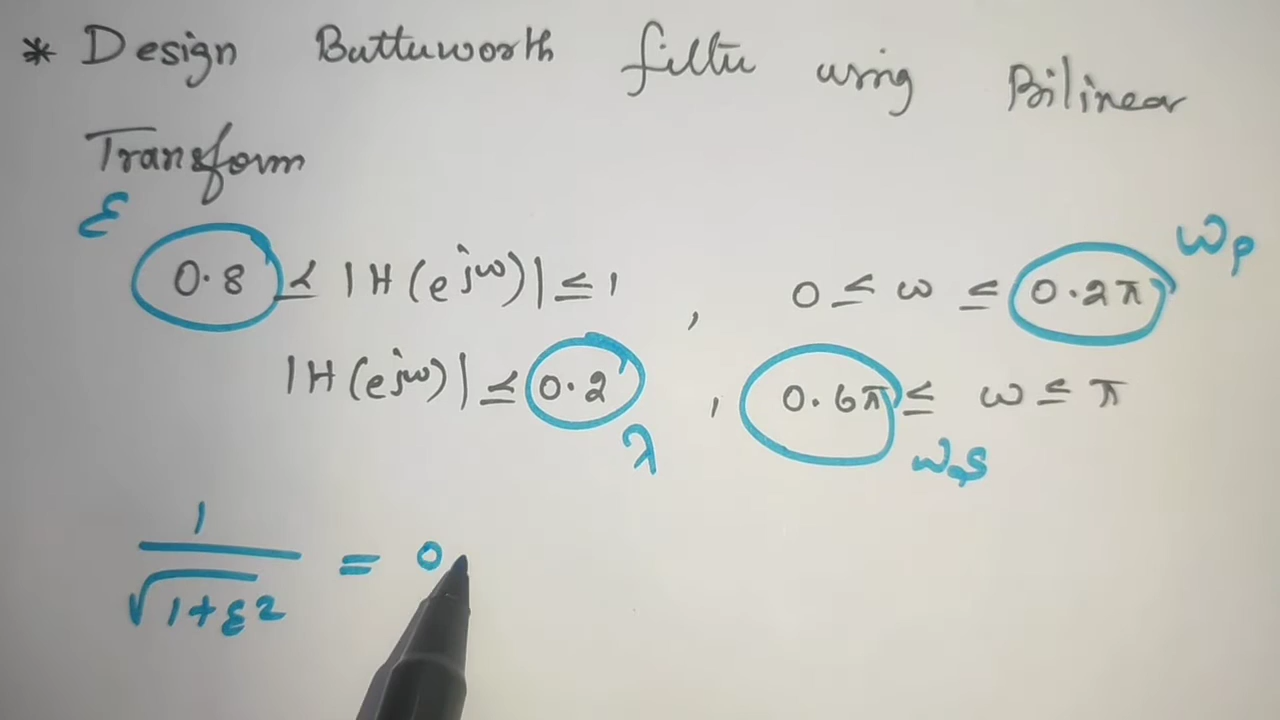 * Design Butterworth filter using Bilinear
Transform
ε 0.8 ≤ |H(e^jω)| ≤ 1 , 0 ≤ ω ≤ 0.2π ωp
|H(e^jω)| ≤ 0.2 , 0.6π ≤ ω ≤ π
λ ωs
1/√(1+ε²) = 0.